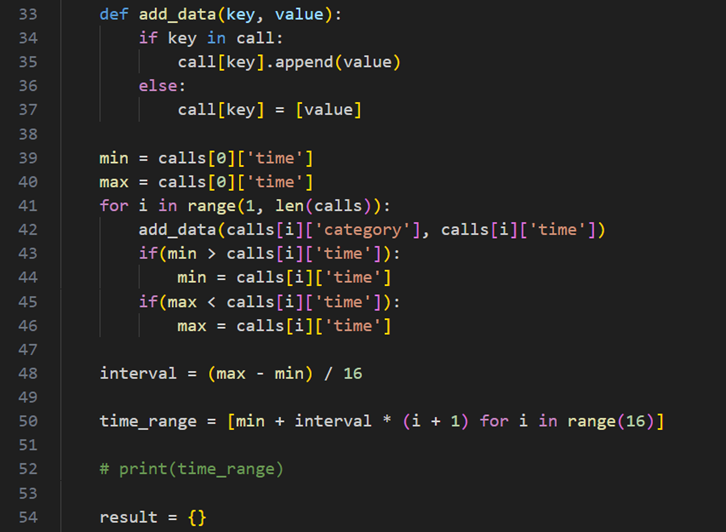 33 def add_data(key, value):
34     if key in call:
35         call[key].append(value)
36     else:
37         call[key] = [value]
38
39 min = calls[0]['time']
40 max = calls[0]['time']
41 for i in range(1, len(calls)):
42     add_data(calls[i]['category'], calls[i]['time'])
43     if(min > calls[i]['time']):
44         min = calls[i]['time']
45     if(max < calls[i]['time']):
46         max = calls[i]['time']
47
48 interval = (max - min) / 16
49
50 time_range = [min + interval * (i + 1) for i in range(16)]
51
52 # print(time_range)
53
54 result = {}